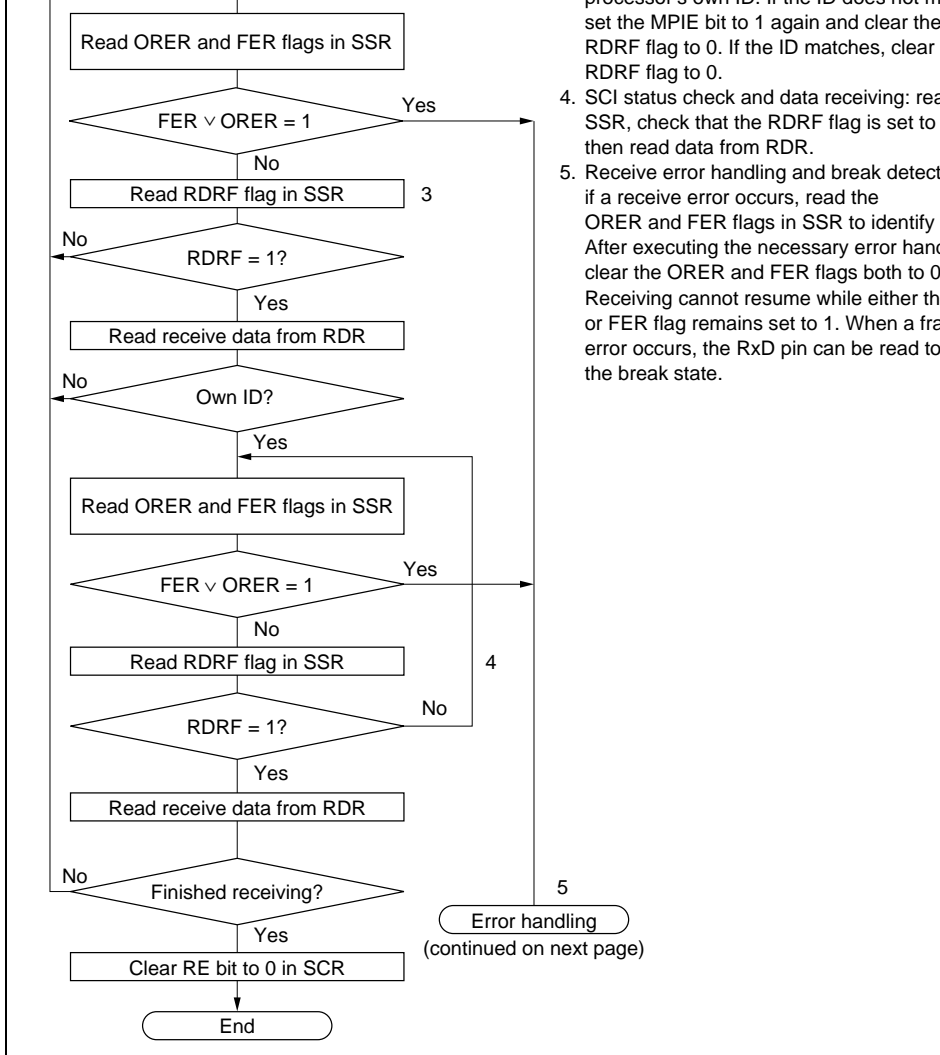 Read ORER and FER flags in SSR
FER ∨ ORER = 1
Yes
No
Read RDRF flag in SSR
3
No
RDRF = 1?
Yes
Read receive data from RDR
No
Own ID?
Yes
Read ORER and FER flags in SSR
FER ∨ ORER = 1
Yes
No
Read RDRF flag in SSR
4
RDRF = 1?
No
Yes
Read receive data from RDR
No
Finished receiving?
Yes
5
Error handling
(continued on next page)
Clear RE bit to 0 in SCR
End
processor's own ID. If the ID does not
set the MPIE bit to 1 again and clear the
RDRF flag to 0. If the ID matches, clear
RDRF flag to 0.
4. SCI status check and data receiving:
SSR, check that the RDRF flag is set to
then read data from RDR.
5. Receive error handling and break
if a receive error occurs, read the
ORER and FER flags in SSR to identify
After executing the necessary error
clear the ORER and FER flags both to 0
Receiving cannot resume while either
or FER flag remains set to 1. When a
error occurs, the RxD pin can be read to
the break state.